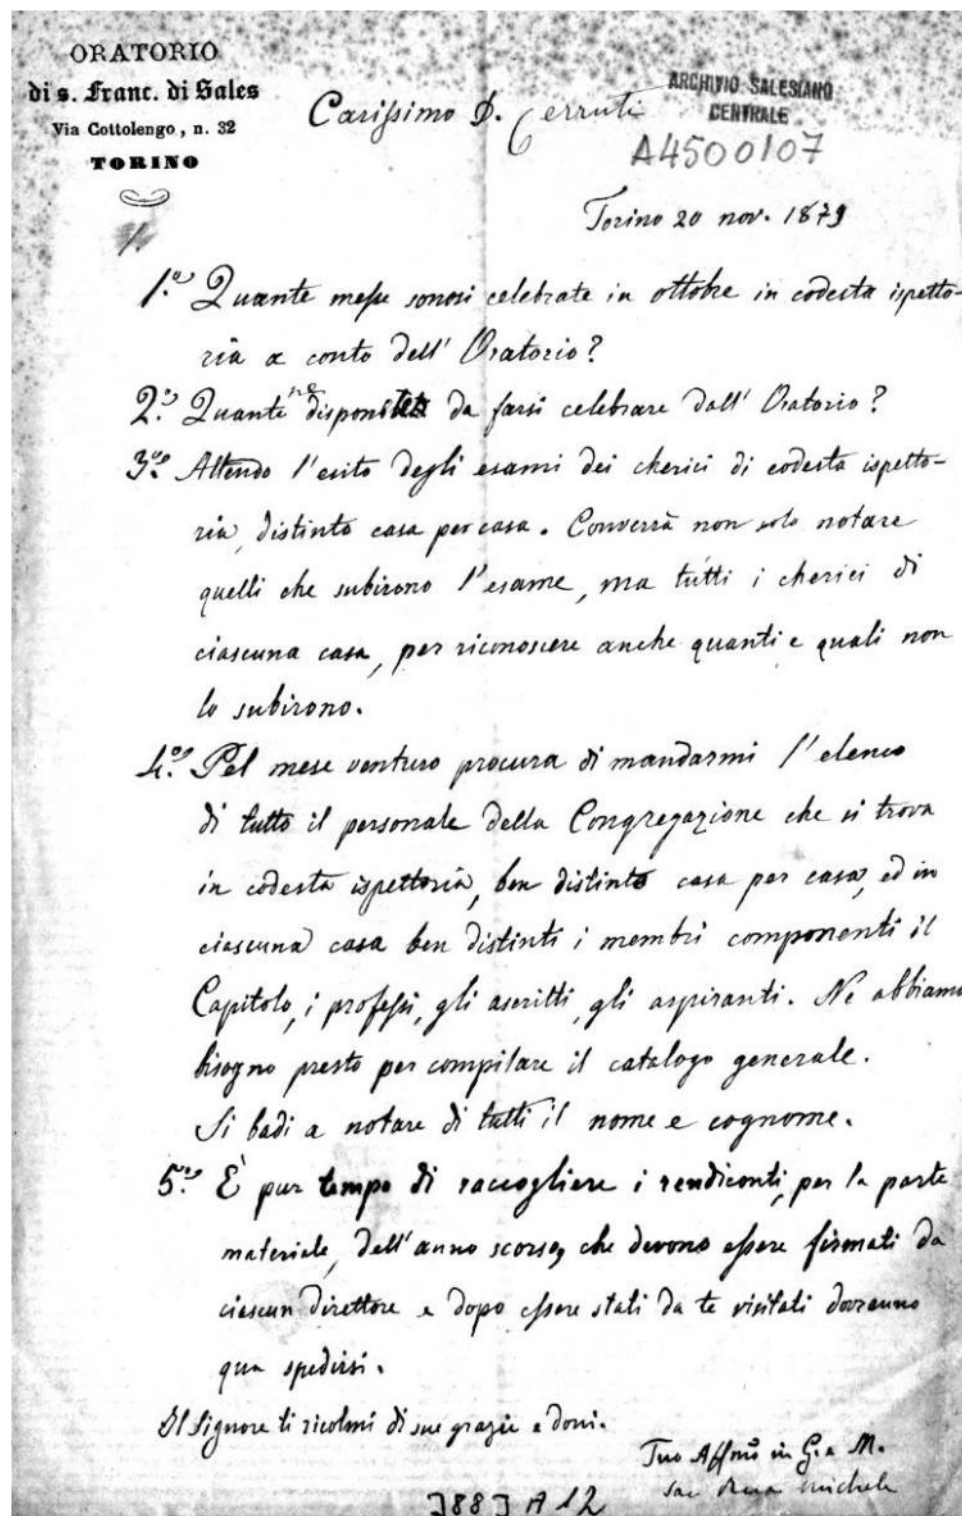 ORATORIO
di s. Franc. di Sales
Via Cottolengo, n. 32
TORINO
Carissimo D. Cerruti
ARCHIVIO SALESIANO
CENTRALE
A4500107
Torino 20 nov. 1879
1.
1.º Quante messe sonosi celebrate in ottobre in codesta ispetto-
ria a conto dell' Oratorio?
2.º Quante ne da farsi celebrare dall' Oratorio?
3.º Attendo l'esito degli esami dei cherici di codesta ispetto-
ria, distinto casa per casa. Converrà non solo notare
quelli che subirono l'esame, ma tutti i cherici di
ciascuna casa, per riconoscere anche quanti e quali non
lo subirono.
4.º Pel mese venturo procura di mandarmi l'elenco
di tutto il personale della Congregazione che si trova
in codesta ispettoria, ben distinto casa per casa, ed in
ciascuna casa ben distinti i membri componenti il
Capitolo, i professi, gli ascritti, gli aspiranti. Ne abbiamo
bisogno presto per compilare il catalogo generale.
Si badi a notare di tutti il nome e cognome.
5.º È pur tempo di raccogliere i rendiconti, per la parte
materiale, dell'anno scorso, che devono essere firmati da
ciascun Direttore e dopo essere stati da te visitati dovranno
qua spedirsi.
Il Signore ti ricolmi di sue grazie e doni.
Tuo Affmo in G. e M.
Sac Rua Michele
3883 A 12